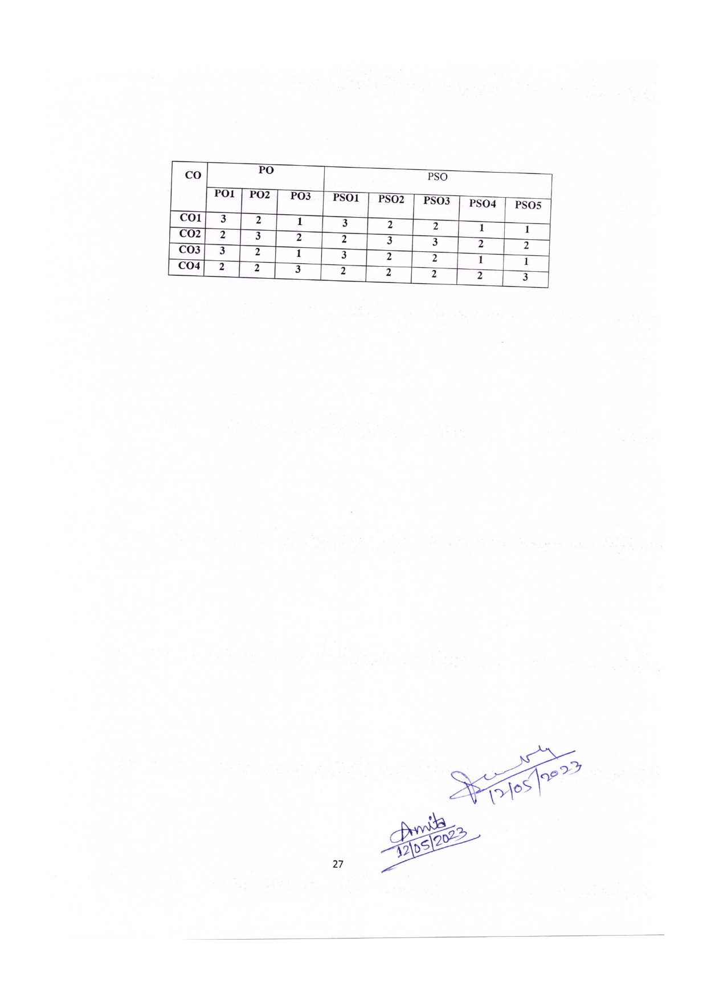 CO PO PSO
PO1 PO2 PO3 PSO1 PSO2 PSO3 PSO4 PSO5
CO1 3 2 1 3 2 2 1 1
CO2 2 3 2 2 3 3 2 2
CO3 3 2 1 3 2 2 1 1
CO4 2 2 3 2 2 2 2 3
12/05/2023
Amita
12/05/2023
27